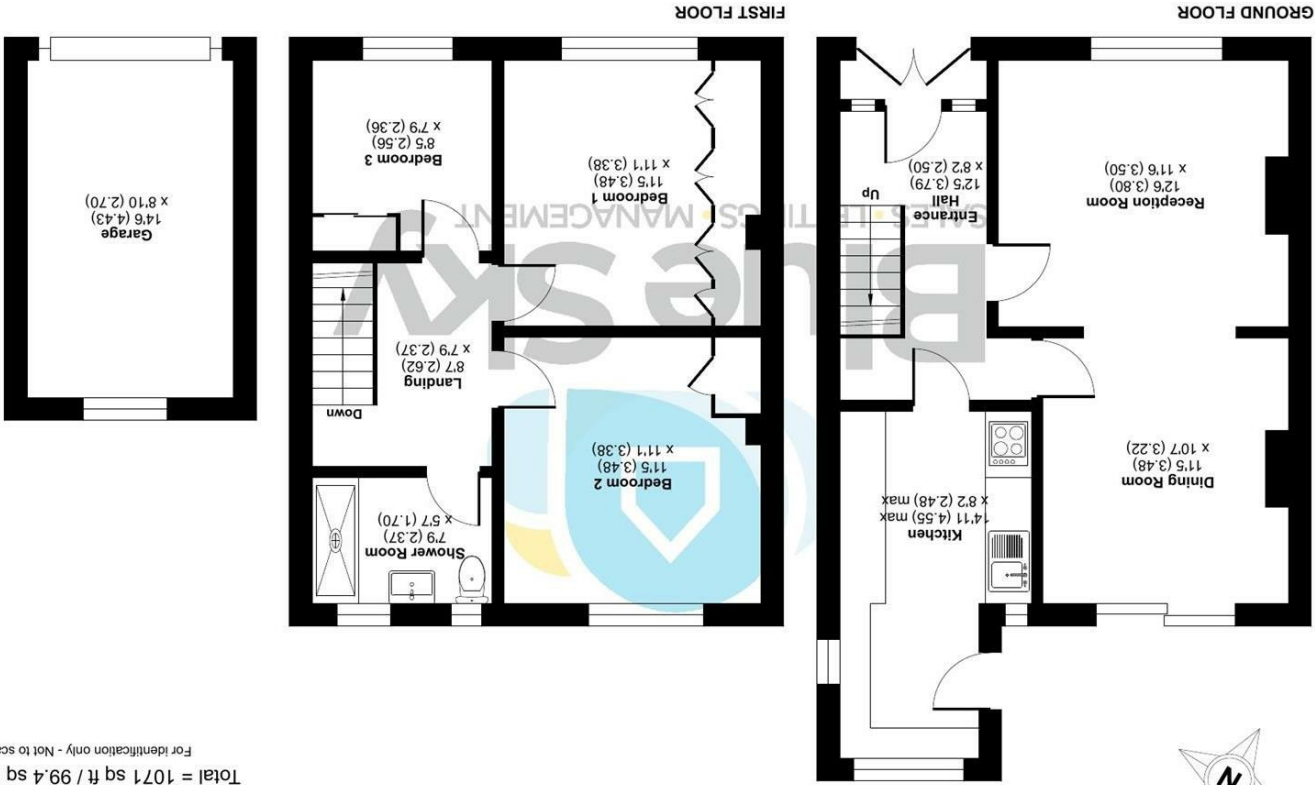 Total = 1071 sq ft / 99.4 sq
For identification only - Not to sca
N
Dining Room
11'5 (3.48)
x 10'7 (3.22)
Kitchen
14'11 (4.55) max
x 8'2 (2.48) max
Reception Room
12'6 (3.80)
x 11'6 (3.50)
Entrance
Hall
12'5 (3.79)
x 8'2 (2.50)
Up
GROUND FLOOR
Bedroom 2
11'5 (3.48)
x 11'1 (3.38)
Shower Room
7'9 (2.37)
x 5'7 (1.70)
Down
Landing
8'7 (2.62)
x 7'9 (2.37)
Bedroom 1
11'5 (3.48)
x 11'1 (3.38)
Bedroom 3
8'5 (2.56)
x 7'9 (2.36)
FIRST FLOOR
Garage
14'6 (4.43)
x 8'10 (2.70)
Blue Sky
SALES • LETTINGS • MANAGEMENT